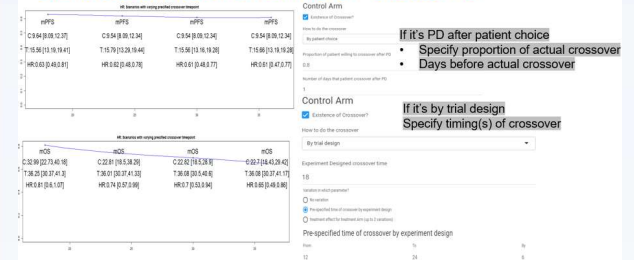 HR: Scenarios with varying prespecified crossover timepoint
mPFS mPFS mPFS mPFS
C:9.64 [8.09,12.37] C:9.54 [8.09,12.34] C:9.54 [8.09,12.34] C:9.54 [8.09,12.34]
T:15.56 [13.19,19.41] T:15.79 [13.29,19.44] T:15.56 [13.16,19.28] T:15.66 [13.19,19.28]
HR:0.63 [0.49,0.81] HR:0.62 [0.48,0.78] HR:0.61 [0.48,0.77] HR:0.61 [0.47,0.77]
HR: Scenarios with varying prespecified crossover timepoint
mOS mOS mOS mOS
C:32.99 [22.73,40.18] C:22.81 [18.5,38.29] C:22.82 [18.5,28.8] C:22.7 [18.43,29.42]
T:36.25 [30.37,41.3] T:36.01 [30.37,41.33] T:36.08 [30.5,40.6] T:36.08 [30.37,41.17]
HR:0.81 [0.6,1.07] HR:0.74 [0.57,0.99] HR:0.7 [0.53,0.94] HR:0.65 [0.49,0.86]
Control Arm
Existence of Crossover?
How to do the crossover
By patient choice
Proportion of patient willing to crossover after PD
0.8
Number of days that patient crossover after PD
1
If it's PD after patient choice
• Specify proportion of actual crossover
• Days before actual crossover
Control Arm
Existence of Crossover?
How to do the crossover
By trial design
If it's by trial design
Specify timing(s) of crossover
Experiment Designed crossover time
18
Variation in which parameter?
No variation
Pre-specified time of crossover by experiment design
treatment effect for treatment arm (up to 2 variations)
Pre-specified time of crossover by experiment design
From To By
12 24 6